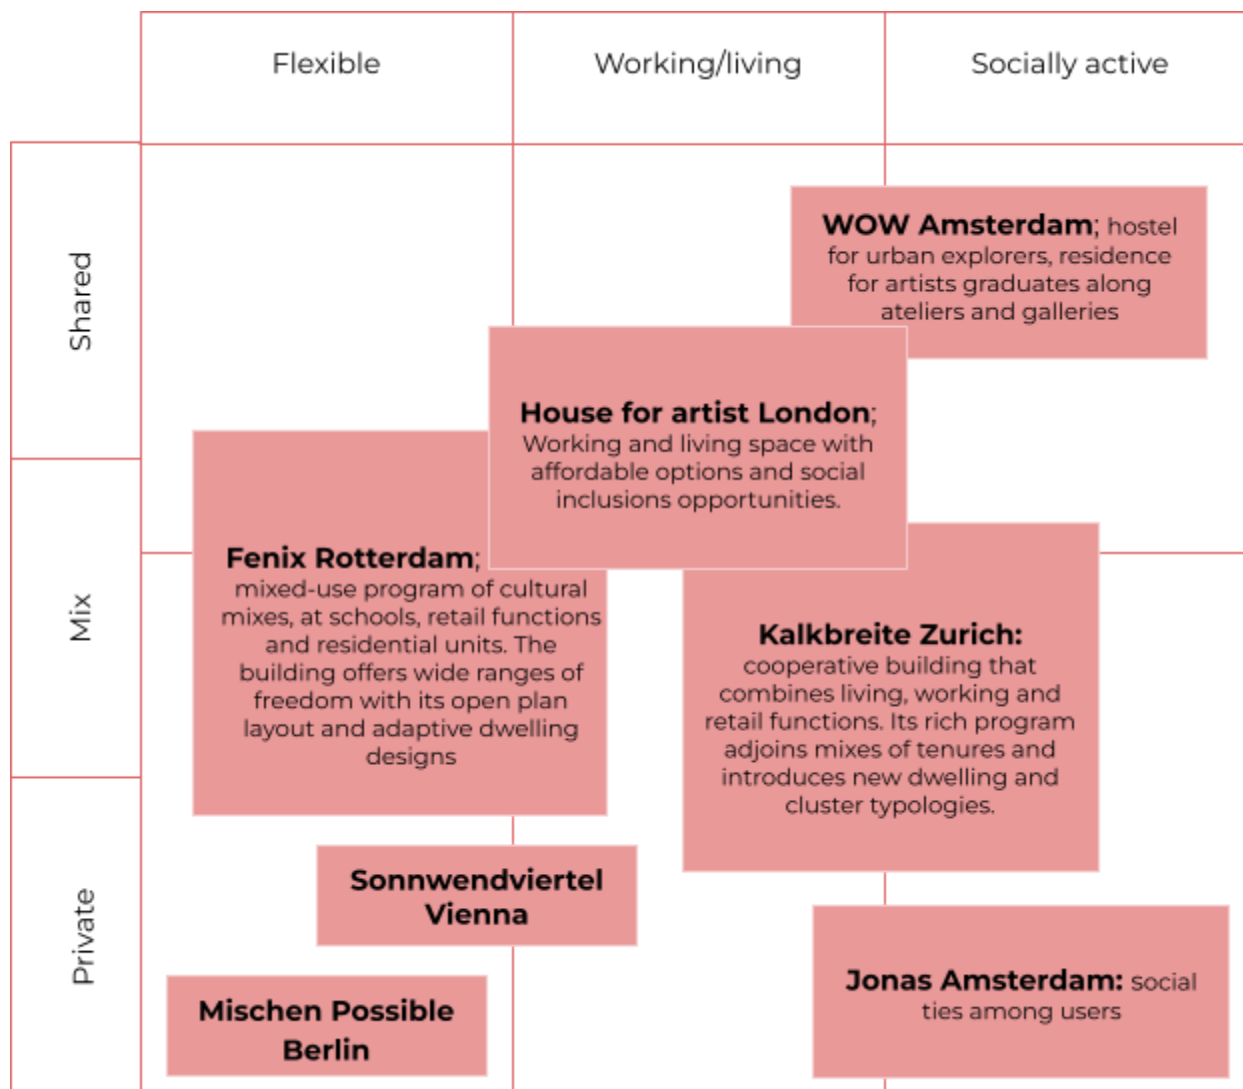 Flexible
Working/living
Socially active
Shared
WOW Amsterdam; hostel
for urban explorers, residence
for artists graduates along
ateliers and galleries
House for artist London;
Working and living space with
affordable options and social
inclusions opportunities.
Mix
Fenix Rotterdam;
mixed-use program of cultural
mixes, at schools, retail functions
and residential units. The
building offers wide ranges of
freedom with its open plan
layout and adaptive dwelling
designs
Kalkbreite Zurich:
cooperative building that
combines living, working and
retail functions. Its rich program
adjoins mixes of tenures and
introduces new dwelling and
cluster typologies.
Private
Sonnwendviertel
Vienna
Mischen Possible
Berlin
Jonas Amsterdam: social
ties among users